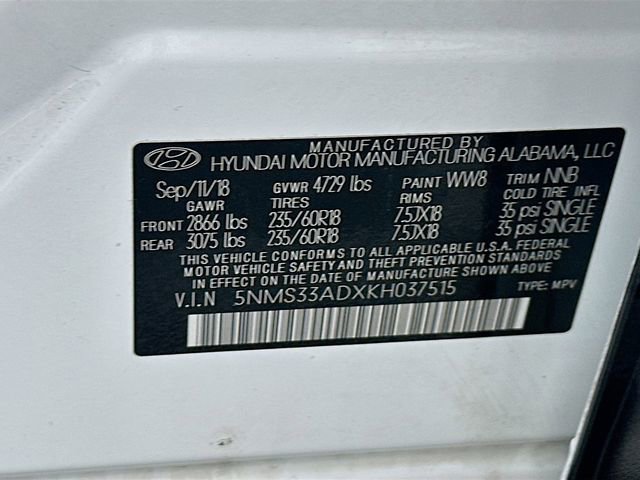 MANUFACTURED BY
HYUNDAI MOTOR MANUFACTURING ALABAMA, LLC
Sep/11/18 GVWR 4729 lbs PAINT WW8 TRIM NNB
GAWR TIRES RIMS COLD TIRE INFL
FRONT 2866 lbs 235/60R18 7.5JX18 35 psi SINGLE
REAR 3075 lbs 235/60R18 7.5JX18 35 psi SINGLE
THIS VEHICLE CONFORMS TO ALL APPLICABLE U.S.A. FEDERAL
MOTOR VEHICLE SAFETY AND THEFT PREVENTION STANDARDS
IN EFFECT ON THE DATE OF MANUFACTURE SHOWN ABOVE.
V.I.N 5NMS33ADXKH037515 TYPE: MPV